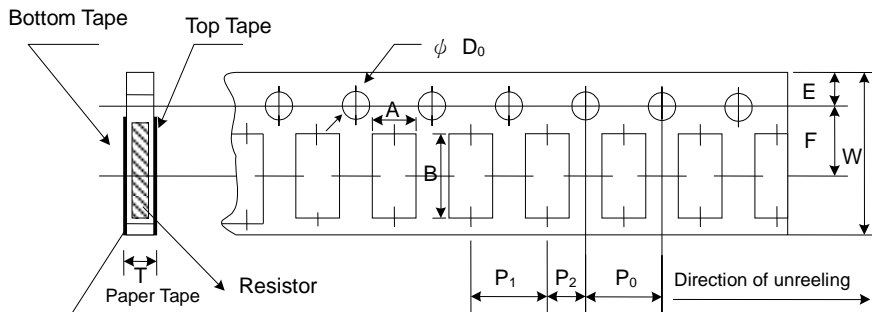 Bottom Tape
Top Tape
ψ D₀
E
A
F
W
B
T
P₁
P₂
P₀
Direction of unreeling
Resistor
Paper Tape